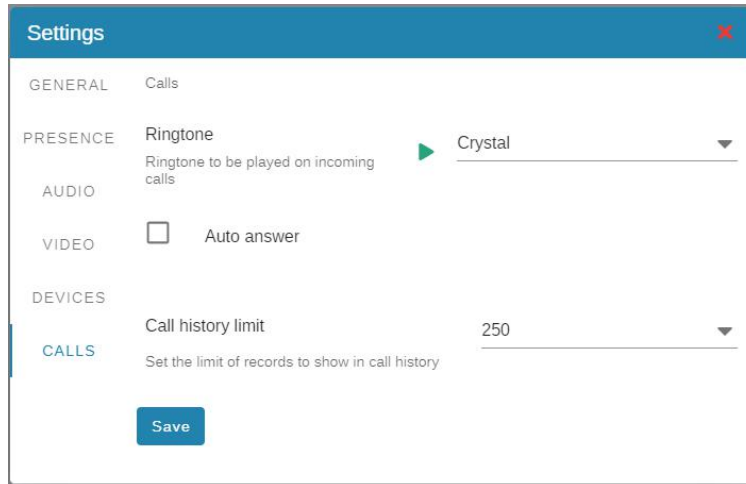 Settings
GENERAL
PRESENCE
AUDIO
VIDEO
DEVICES
CALLS
Calls
Ringtone
Ringtone to be played on incoming
calls
Crystal
Auto answer
Call history limit
Set the limit of records to show in call history
250
Save